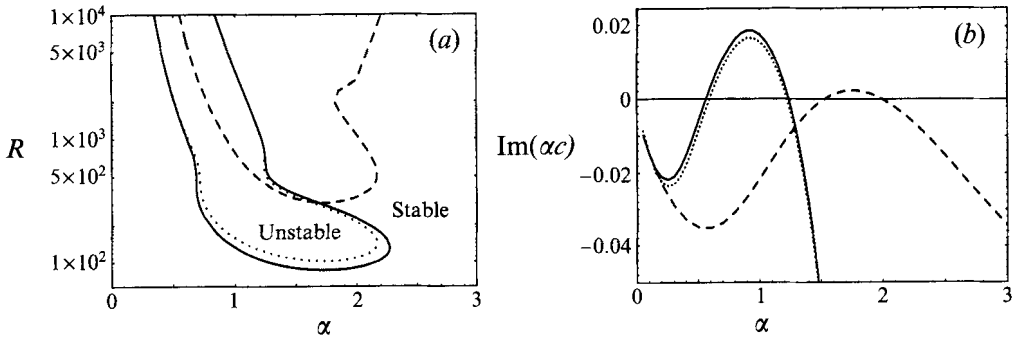 1×10⁴
5×10³
R
1×10³
5×10²
1×10²
(a)
Unstable
Stable
0
1
2
3
α
(b)
0.02
0
Im(αc)
−0.02
−0.04
0
1
2
3
α